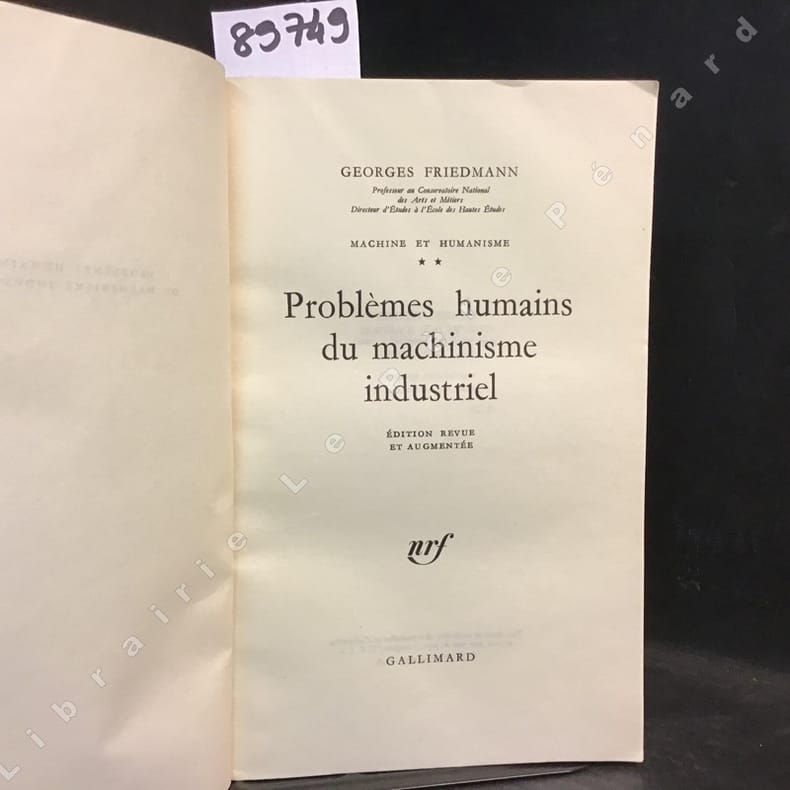 89749
GEORGES FRIEDMANN
Professeur au Conservatoire National
des Arts et Métiers
Directeur d'Études à l'École des Hautes Études
MACHINE ET HUMANISME
★ ★
Problèmes humains
du machinisme
industriel
ÉDITION REVUE
ET AUGMENTÉE
nrf
GALLIMARD
Librairie Le Père Pénard